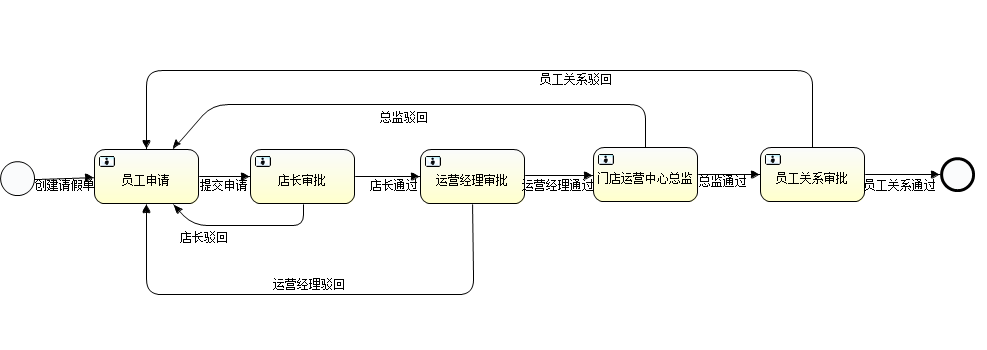 员工关系驳回
总监驳回
创建请假单
员工申请
提交申请
店长审批
店长通过
运营经理审批
运营经理通过
门店运营中心总监
总监通过
员工关系审批
员工关系通过
店长驳回
运营经理驳回